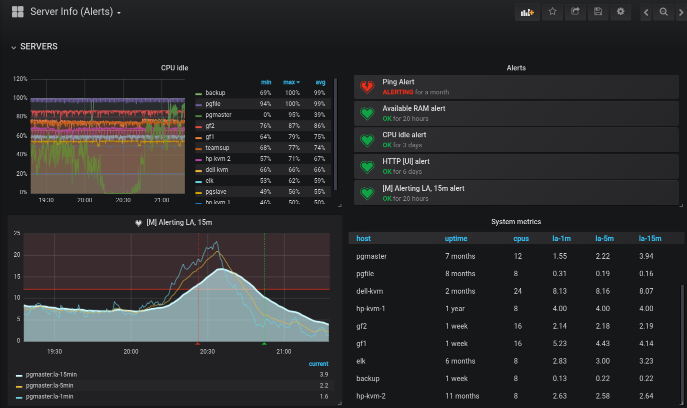 Server Info (Alerts)
SERVERS
CPU idle
120%
100%
80%
60%
40%
20%
0%
19:30 20:00 20:30 21:00
min max avg
backup 69% 100% 99%
pgfile 94% 100% 99%
pgmaster 0% 95% 39%
gf2 76% 87% 86%
gf1 64% 79% 75%
teamsup 68% 77% 74%
hp-kvm-2 57% 71% 67%
dell-kvm 66% 66% 66%
elk 53% 62% 59%
pgslave 49% 56% 55%
hp-kvm-1 46% 50% 50%
Alerts
Ping Alert
ALERTING for a month
Available RAM alert
OK for 20 hours
CPU idle alert
OK for 3 days
HTTP [UI] alert
OK for 6 days
[M] Alerting LA, 15m alert
OK for 20 hours
[M] Alerting LA, 15m
25
20
15
10
5
0
19:30 20:00 20:30 21:00
current
pgmaster:la-15min 3.9
pgmaster:la-5min 2.2
pgmaster:la-1min 1.6
System metrics
host uptime cpus la-1m la-5m la-15m
pgmaster 7 months 12 1.55 2.22 3.94
pgfile 8 months 8 0.31 0.19 0.16
dell-kvm 2 months 24 8.13 8.16 8.07
hp-kvm-1 1 year 8 4.00 4.00 4.00
gf2 1 week 16 2.14 2.18 2.19
gf1 1 week 16 5.23 4.43 4.14
elk 6 months 8 2.83 3.00 3.23
backup 1 week 8 0.13 0.22 0.22
hp-kvm-2 11 months 8 2.63 2.58 2.64